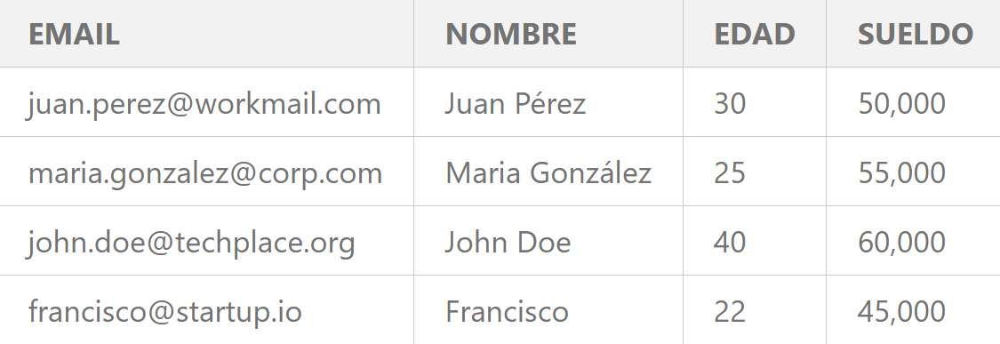 EMAIL NOMBRE EDAD SUELDO
juan.perez@workmail.com Juan Pérez 30 50,000
maria.gonzalez@corp.com Maria González 25 55,000
john.doe@techplace.org John Doe 40 60,000
francisco@startup.io Francisco 22 45,000